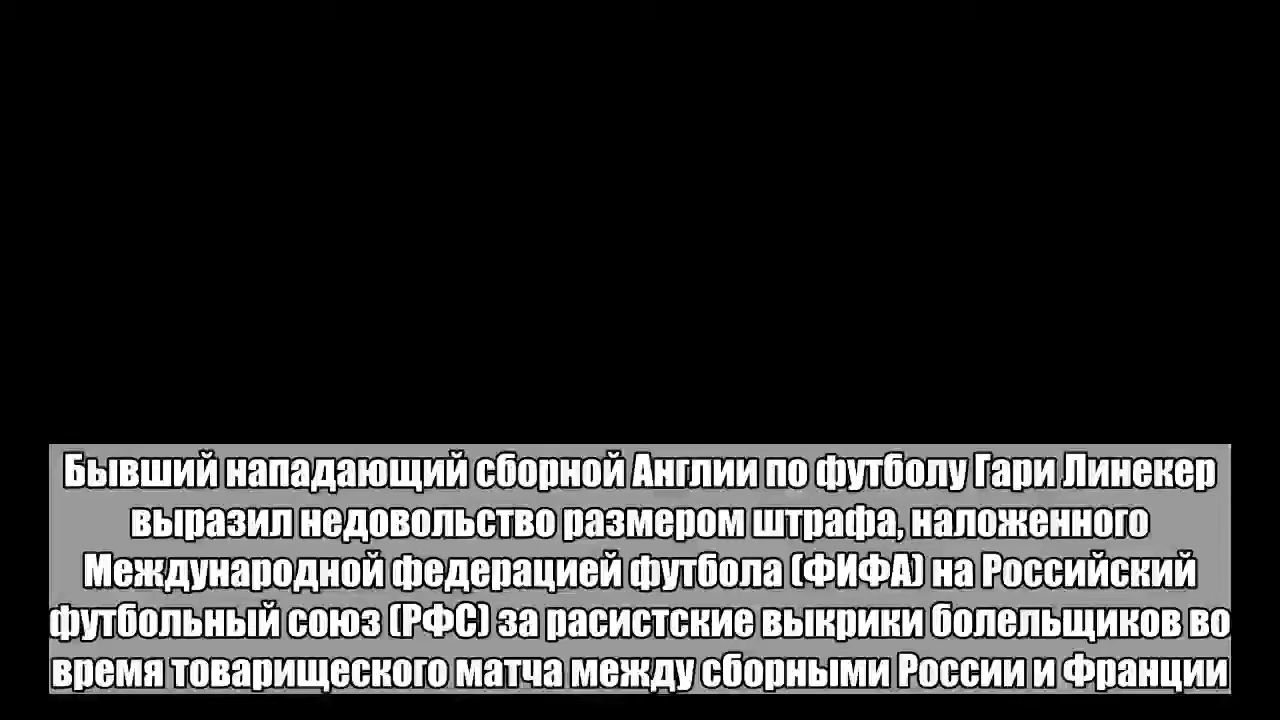 Бывший нападающий сборной Англии по футболу Гари Линекер
выразил недовольство размером штрафа, наложенного
Международной федерацией футбола (ФИФА) на Российский
футбольный союз (РФС) за расистские выкрики болельщиков во
время товарищеского матча между сборными России и Франции